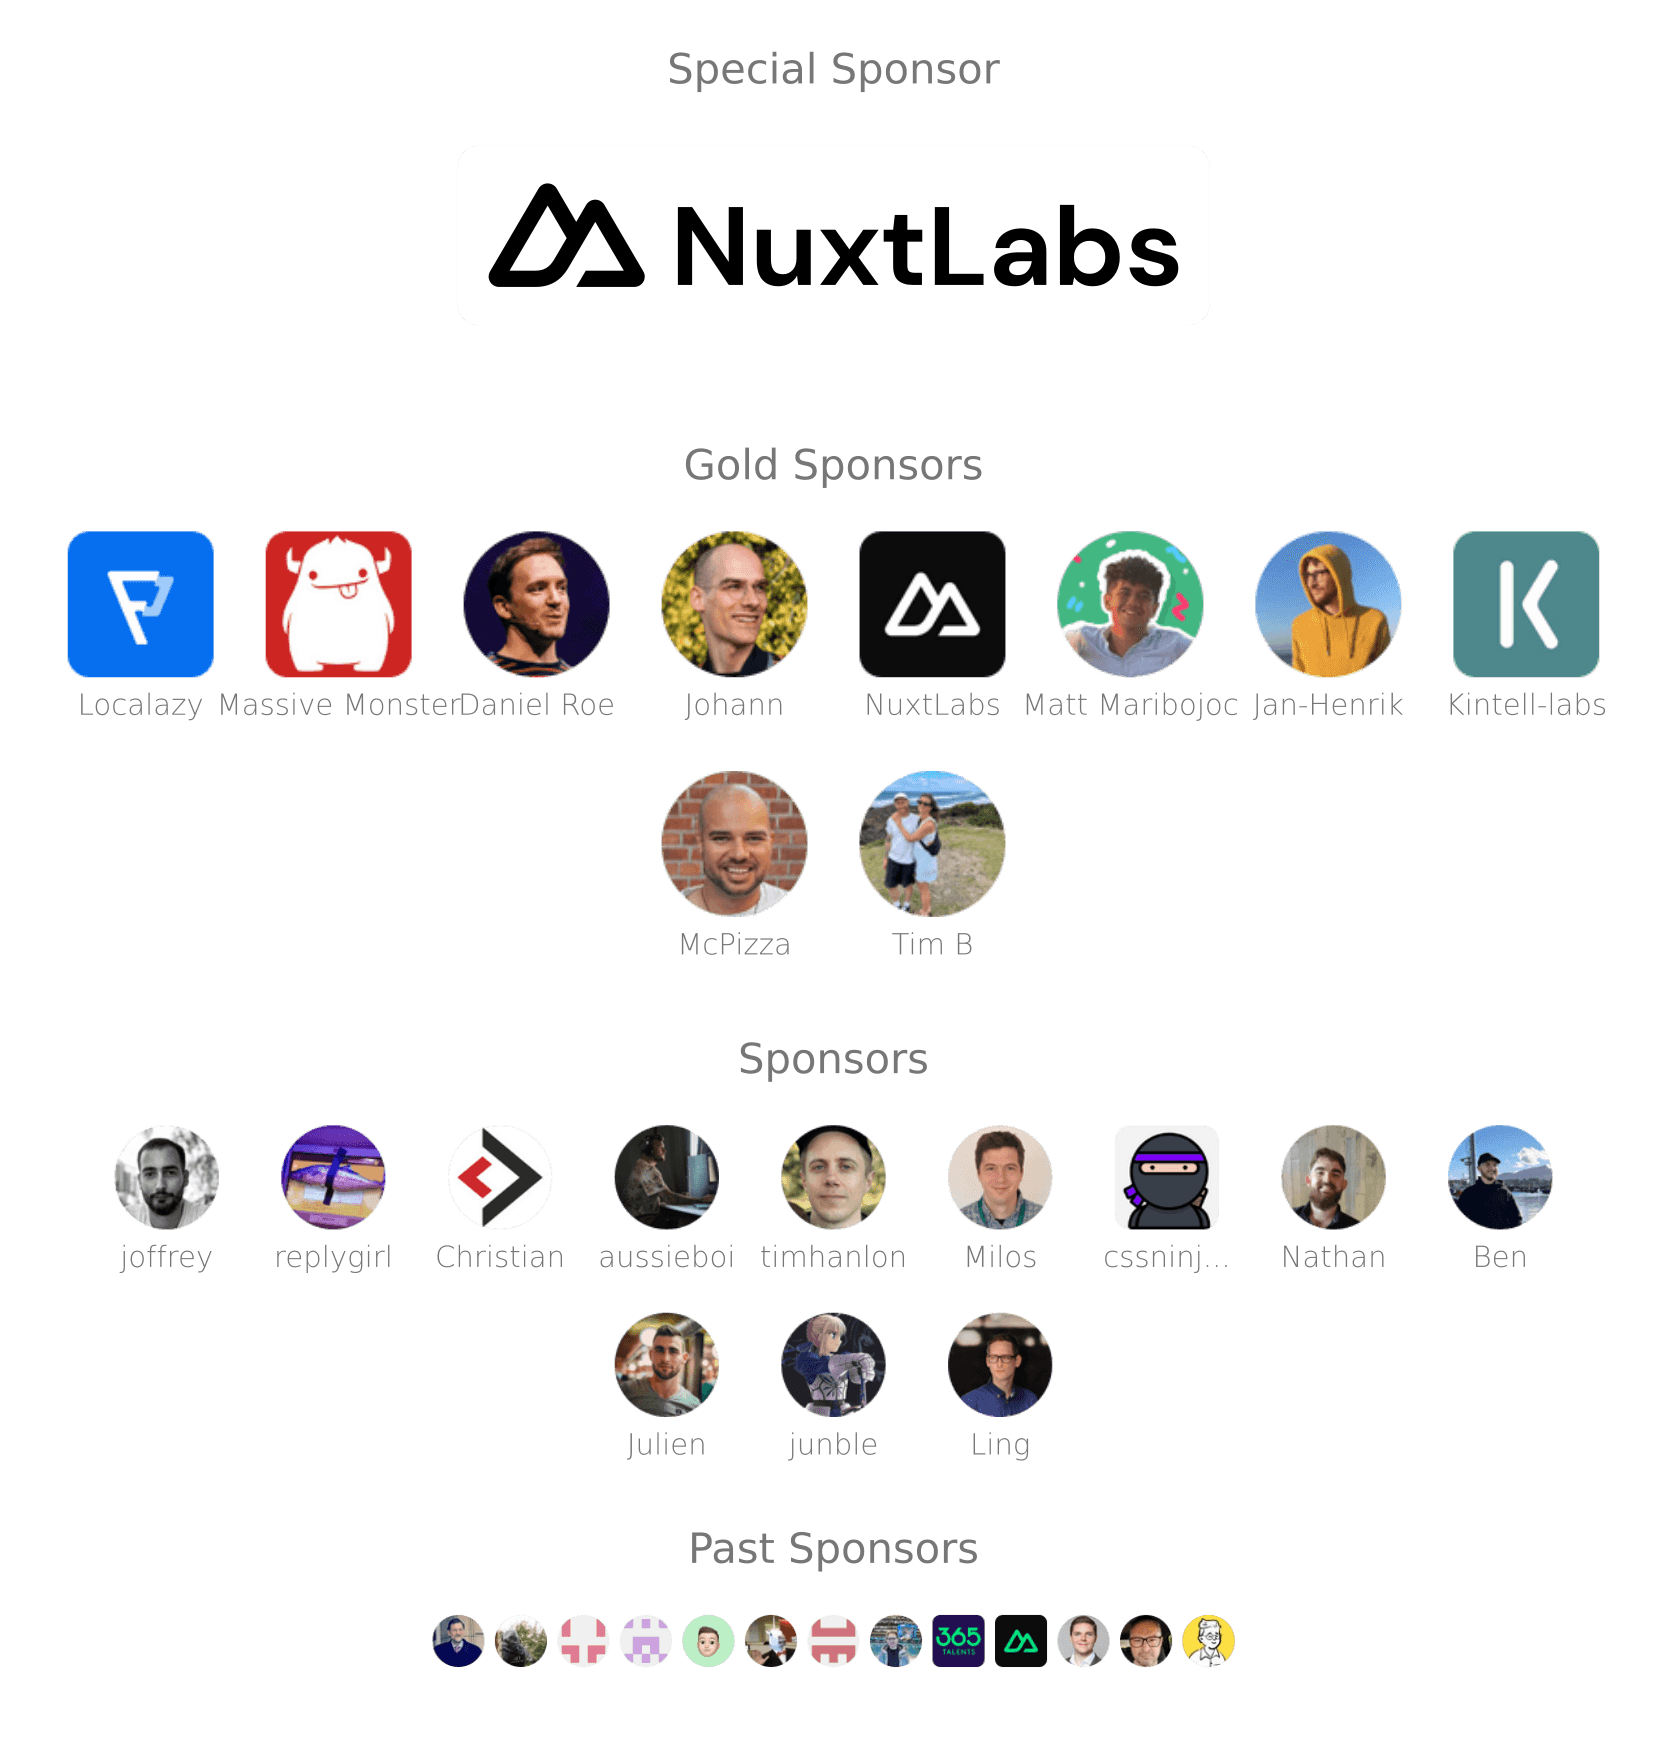 Special Sponsor
NuxtLabs
Gold Sponsors
Localazy Massive Monster Daniel Roe Johann NuxtLabs Matt Maribojoc Jan-Henrik Kintell-labs
McPizza Tim B
Sponsors
joffrey replygirl Christian aussieboi timhanlon Milos cssninj... Nathan Ben
Julien junble Ling
Past Sponsors
365
TALENTS